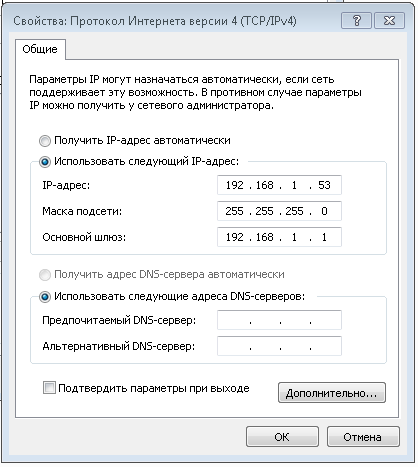 Свойства: Протокол Интернета версии 4 (TCP/IPv4)
Общие
Параметры IP могут назначаться автоматически, если сеть
поддерживает эту возможность. В противном случае параметры
IP можно получить у сетевого администратора.
Получить IP-адрес автоматически
Использовать следующий IP-адрес:
IP-адрес: 192 . 168 . 1 . 53
Маска подсети: 255 . 255 . 255 . 0
Основной шлюз: 192 . 168 . 1 . 1
Получить адрес DNS-сервера автоматически
Использовать следующие адреса DNS-серверов:
Предпочитаемый DNS-сервер: . . .
Альтернативный DNS-сервер: . . .
Подтвердить параметры при выходе
Дополнительно...
ОК Отмена